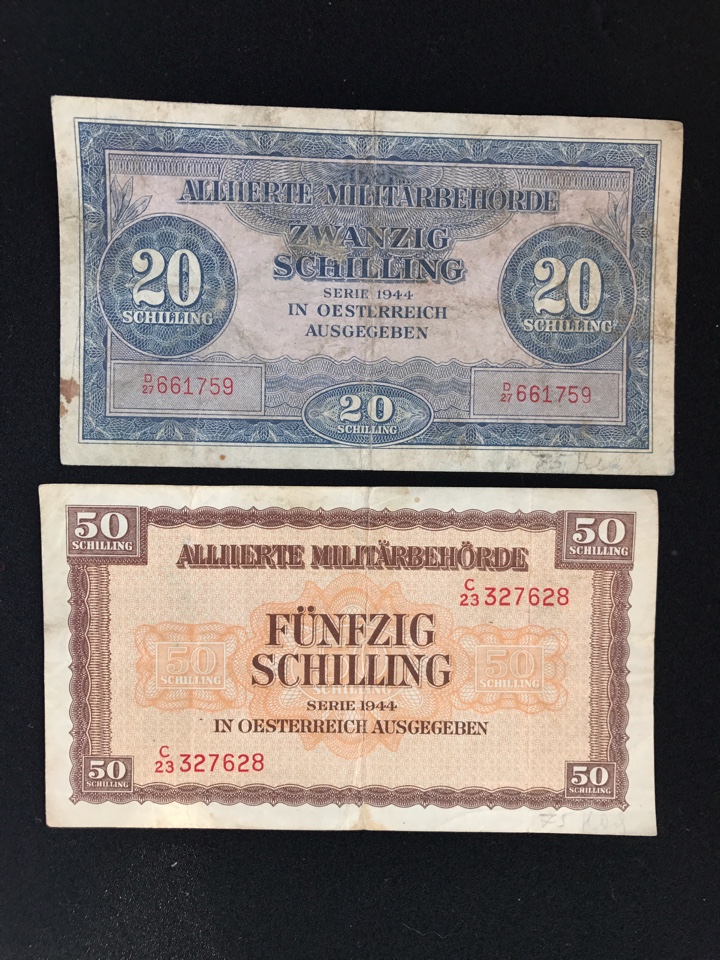 ALLIIERTE MILITÄRBEHÖRDE
ZWANZIG
SCHILLING
SERIE 1944
IN OESTERREICH
AUSGEGEBEN
20
SCHILLING
20
SCHILLING
D/27 661759
D/27 661759
20
SCHILLING
50
SCHILLING
50
SCHILLING
ALLIIERTE MILITÄRBEHÖRDE
C/23 327628
FÜNFZIG
SCHILLING
50
50
SERIE 1944
IN OESTERREICH AUSGEGEBEN
C/23 327628
50
SCHILLING
50
SCHILLING